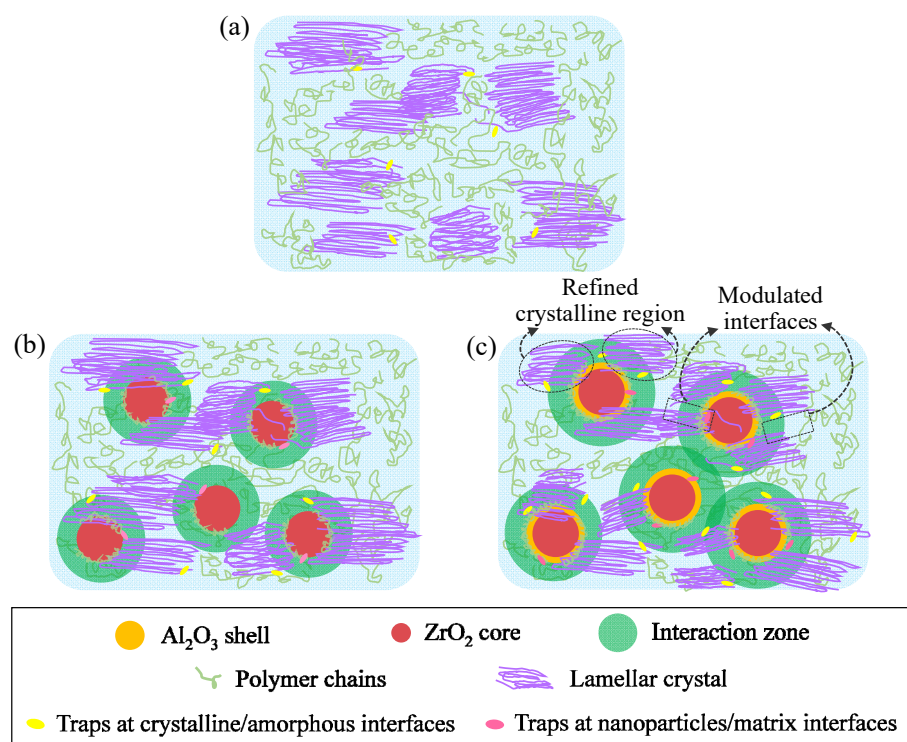 (a)
Refined
crystalline region
Modulated
interfaces
(b)
(c)
Al₂O₃ shell
ZrO₂ core
Interaction zone
Polymer chains
Lamellar crystal
Traps at crystalline/amorphous interfaces
Traps at nanoparticles/matrix interfaces